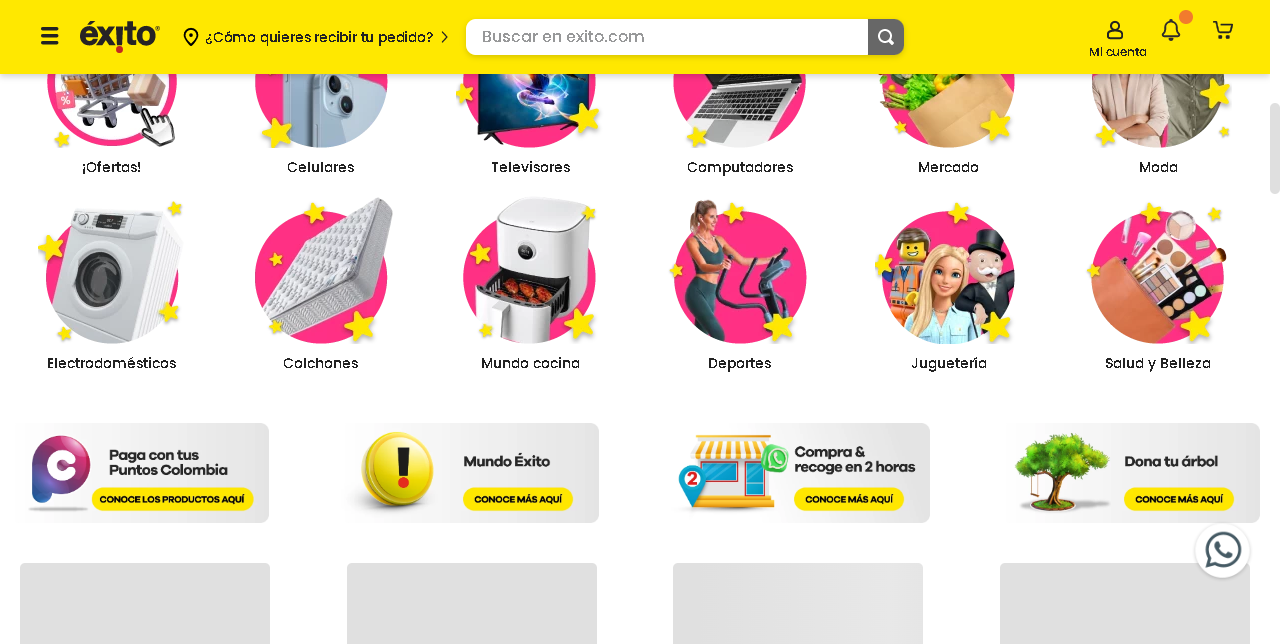 éxito
¿Cómo quieres recibir tu pedido?
Buscar en exito.com
Mi cuenta
%
¡Ofertas!
Celulares
Televisores
Computadores
Mercado
Moda
Electrodomésticos
Colchones
Mundo cocina
Deportes
Juguetería
Salud y Belleza
Paga con tus
Puntos Colombia
CONOCE LOS PRODUCTOS AQUÍ
Mundo Éxito
CONOCE MÁS AQUÍ
2
Compra &
recoge en 2 horas
CONOCE MÁS AQUÍ
Dona tu árbol
CONOCE MÁS AQUÍ